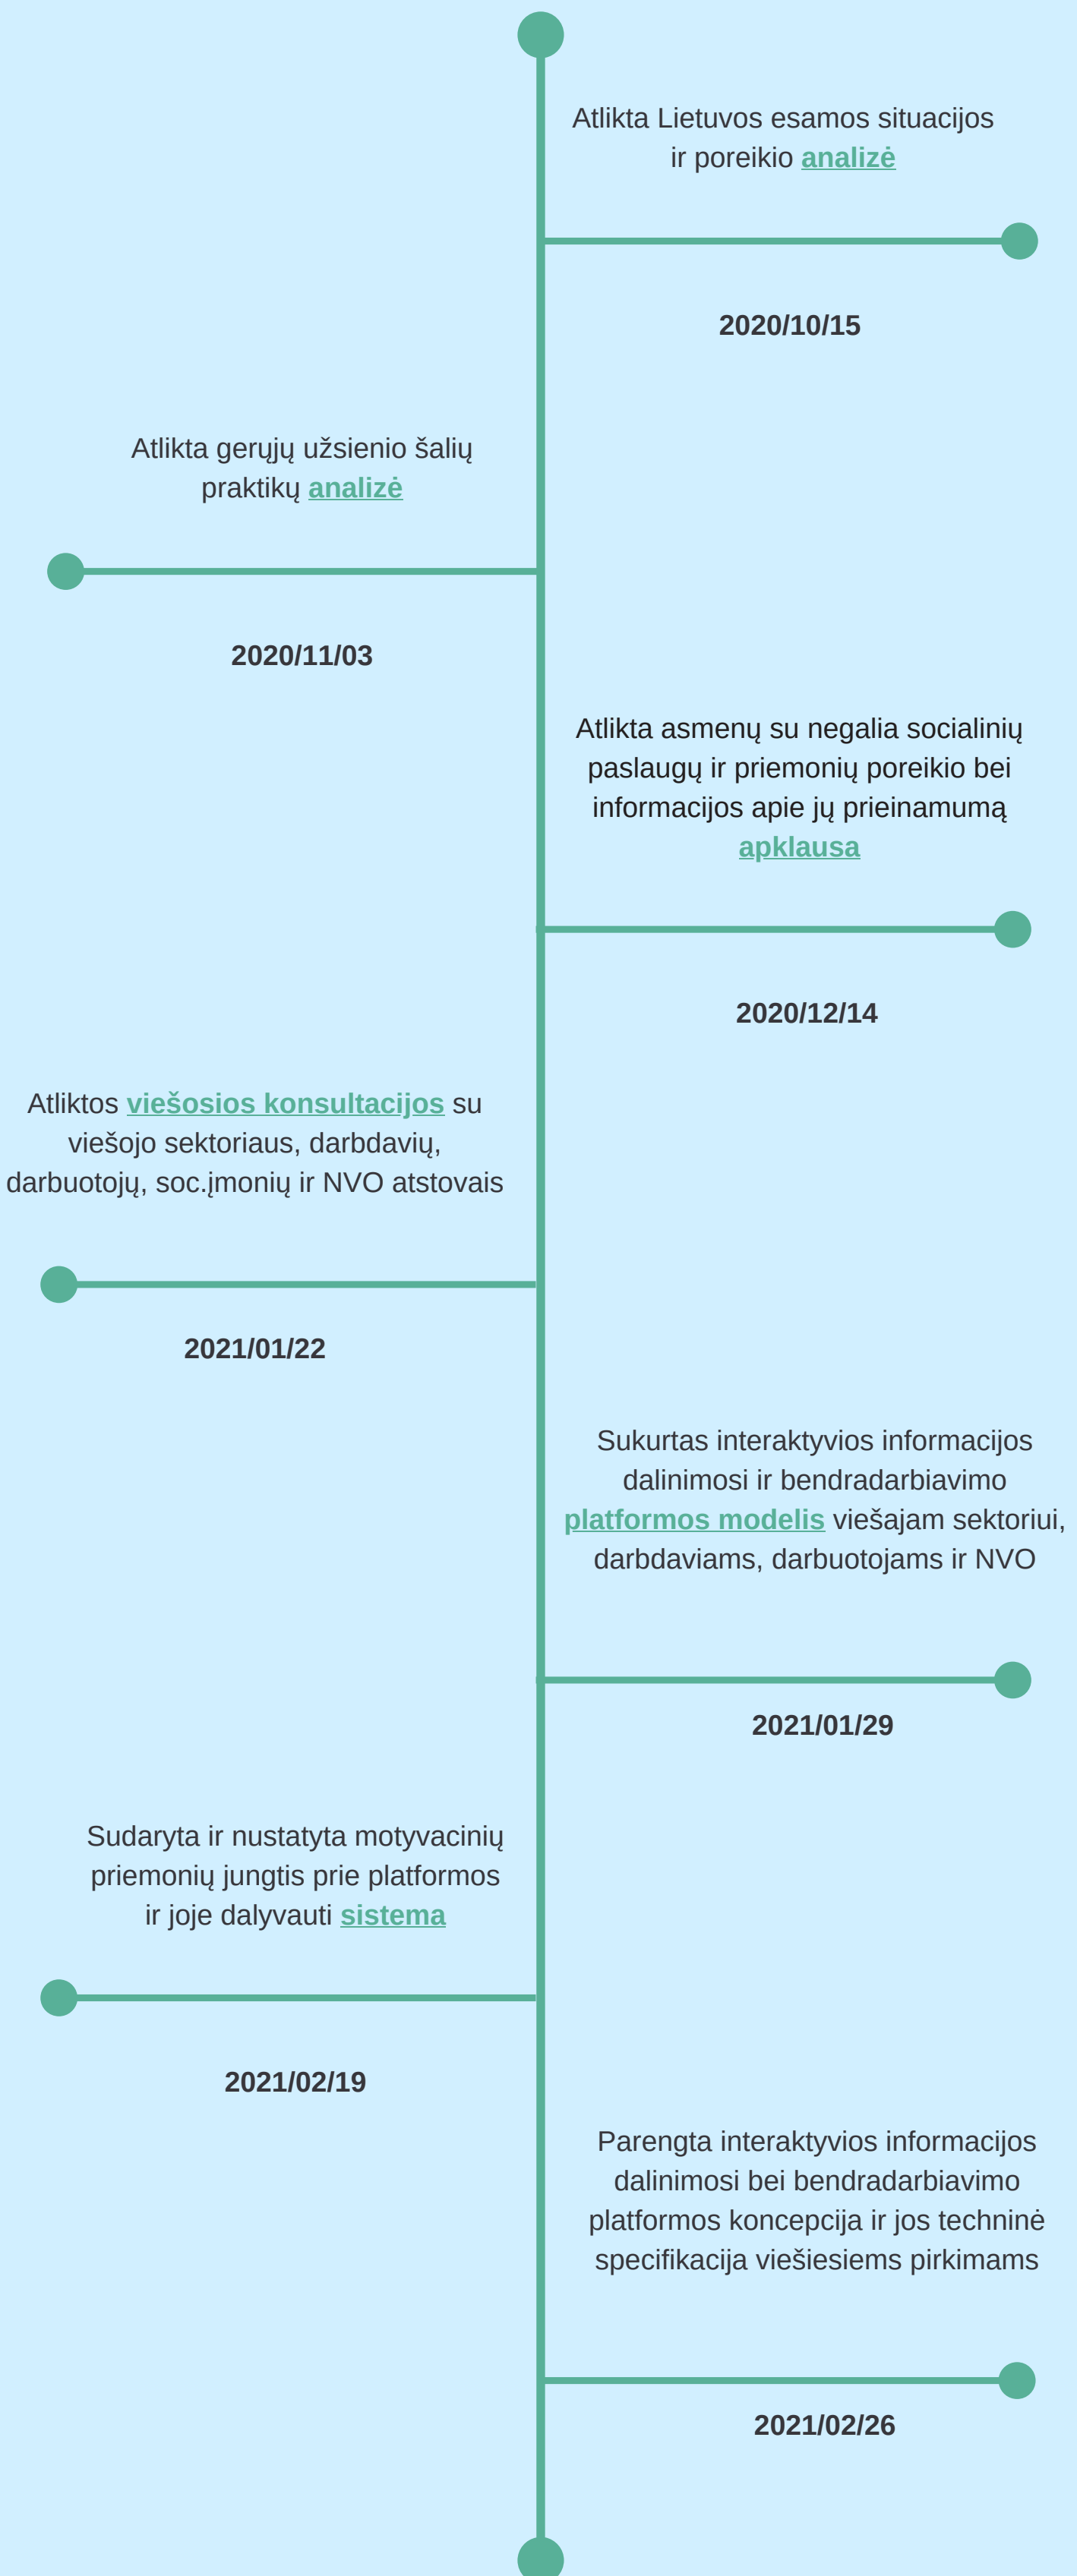 Atlikta Lietuvos esamos situacijos
ir poreikio analizė
2020/10/15
Atlikta gerųjų užsienio šalių
praktikų analizė
2020/11/03
Atlikta asmenų su negalia socialinių
paslaugų ir priemonių poreikio bei
informacijos apie jų prieinamumą
apklausa
2020/12/14
Atliktos viešosios konsultacijos su
viešojo sektoriaus, darbdavių,
darbuotojų, soc.įmonių ir NVO atstovais
2021/01/22
Sukurtas interaktyvios informacijos
dalinimosi ir bendradarbiavimo
platformos modelis viešajam sektoriui,
darbdaviams, darbuotojams ir NVO
2021/01/29
Sudaryta ir nustatyta motyvacinių
priemonių jungtis prie platformos
ir joje dalyvauti sistema
2021/02/19
Parengta interaktyvios informacijos
dalinimosi bei bendradarbiavimo
platformos koncepcija ir jos techninė
specifikacija viešiesiems pirkimams
2021/02/26